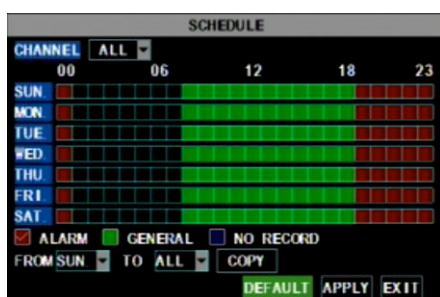 SCHEDULE
CHANNEL ALL
00 06 12 18 23
SUN.
MON.
TUE.
WED.
THU.
FRI.
SAT.
ALARM GENERAL NO RECORD
FROM SUN. TO ALL COPY
DEFAULT APPLY EXIT